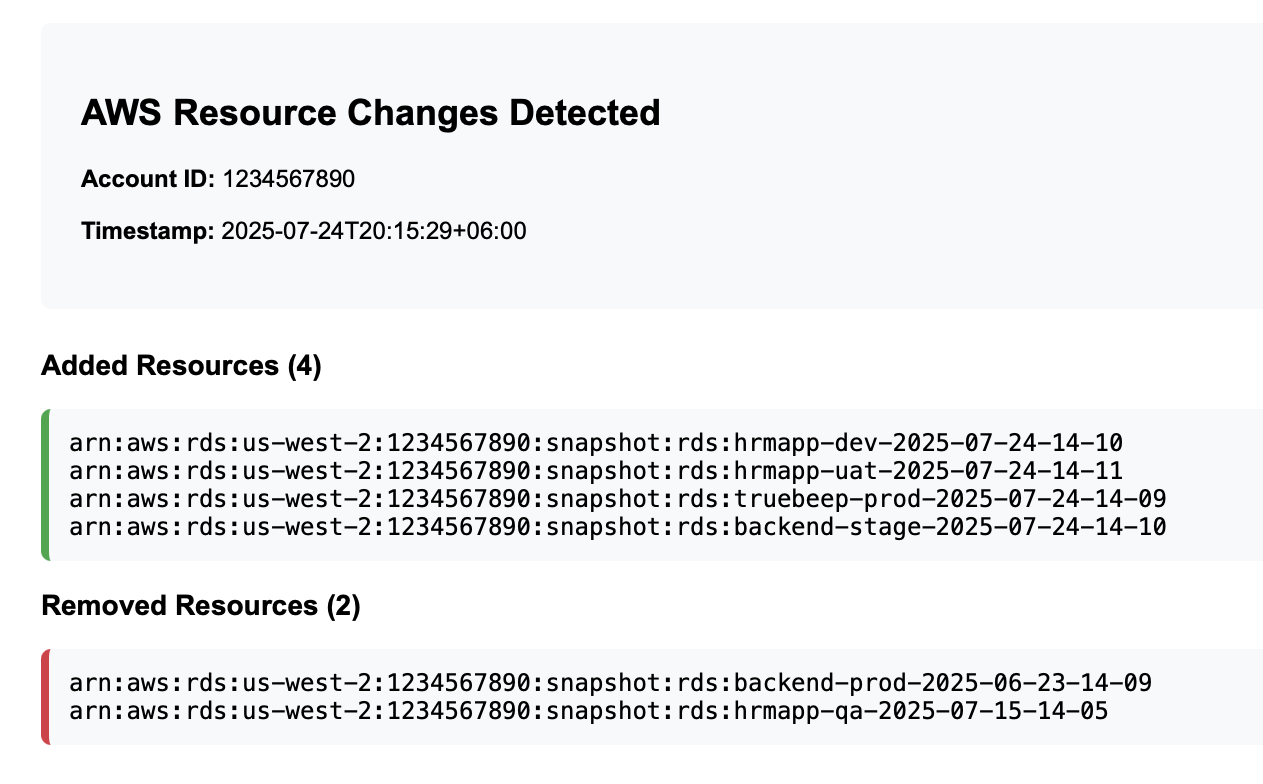 AWS Resource Changes Detected
Account ID: 1234567890
Timestamp: 2025-07-24T20:15:29+06:00
Added Resources (4)
arn:aws:rds:us-west-2:1234567890:snapshot:rds:hrmapp-dev-2025-07-24-14-10
arn:aws:rds:us-west-2:1234567890:snapshot:rds:hrmapp-uat-2025-07-24-14-11
arn:aws:rds:us-west-2:1234567890:snapshot:rds:truebeep-prod-2025-07-24-14-09
arn:aws:rds:us-west-2:1234567890:snapshot:rds:backend-stage-2025-07-24-14-10
Removed Resources (2)
arn:aws:rds:us-west-2:1234567890:snapshot:rds:backend-prod-2025-06-23-14-09
arn:aws:rds:us-west-2:1234567890:snapshot:rds:hrmapp-qa-2025-07-15-14-05